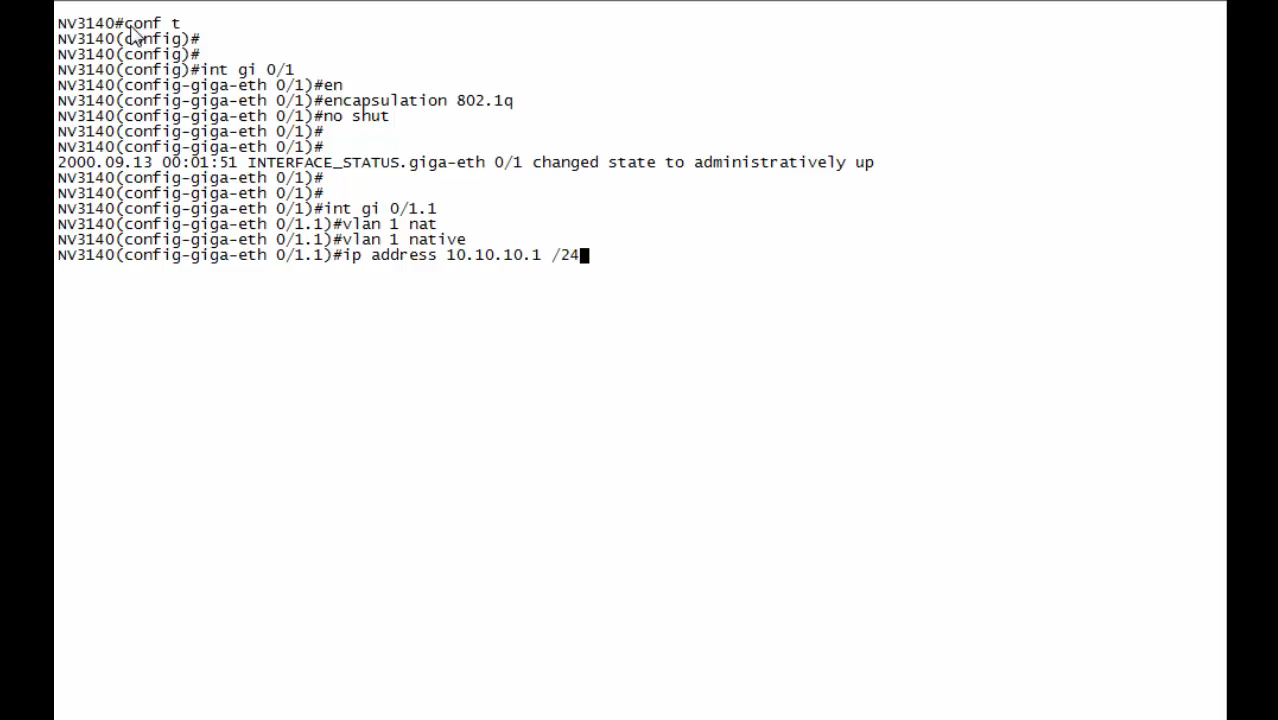 NV3140#conf t
NV3140(config)#
NV3140(config)#
NV3140(config)#int gi 0/1
NV3140(config-giga-eth 0/1)#en
NV3140(config-giga-eth 0/1)#encapsulation 802.1q
NV3140(config-giga-eth 0/1)#no shut
NV3140(config-giga-eth 0/1)#
NV3140(config-giga-eth 0/1)#
2000.09.13 00:01:51 INTERFACE_STATUS.giga-eth 0/1 changed state to administratively up
NV3140(config-giga-eth 0/1)#
NV3140(config-giga-eth 0/1)#
NV3140(config-giga-eth 0/1)#int gi 0/1.1
NV3140(config-giga-eth 0/1.1)#vlan 1 nat
NV3140(config-giga-eth 0/1.1)#vlan 1 native
NV3140(config-giga-eth 0/1.1)#ip address 10.10.10.1 /24